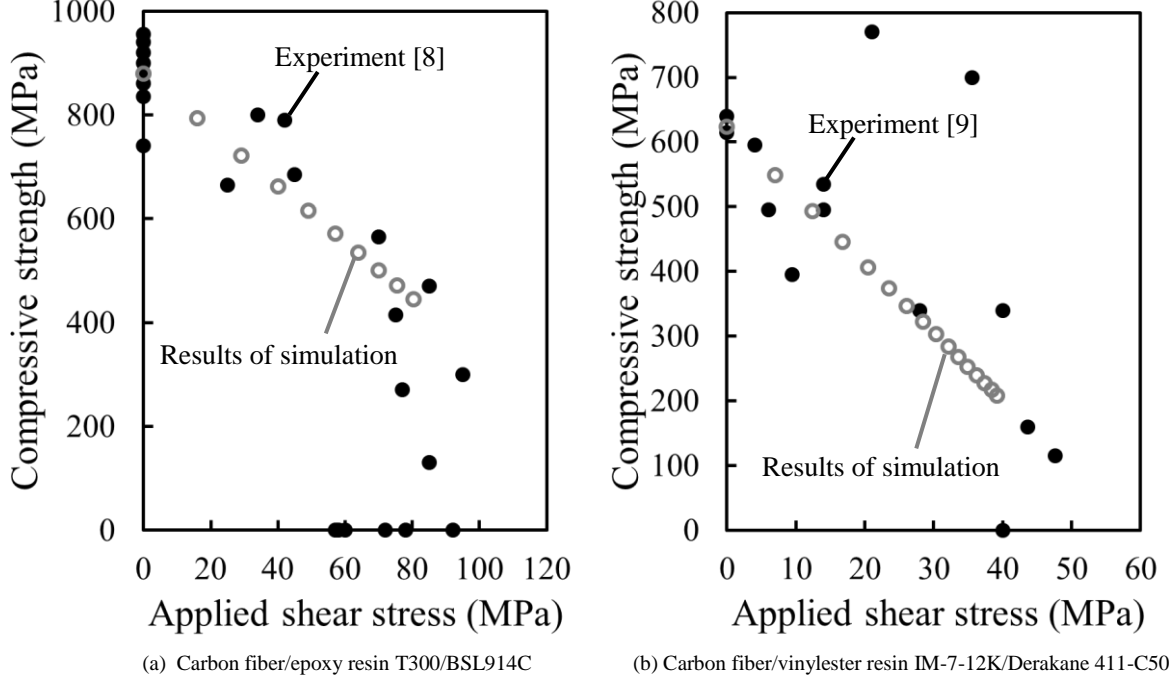 Compressive strength (MPa)
1000
800
600
400
200
0
0 20 40 60 80 100 120
Applied shear stress (MPa)
Experiment [8]
Results of simulation
(a) Carbon fiber/epoxy resin T300/BSL914C
Compressive strength (MPa)
800
700
600
500
400
300
200
100
0
0 10 20 30 40 50 60
Applied shear stress (MPa)
Experiment [9]
Results of simulation
(b) Carbon fiber/vinylester resin IM-7-12K/Derakane 411-C50